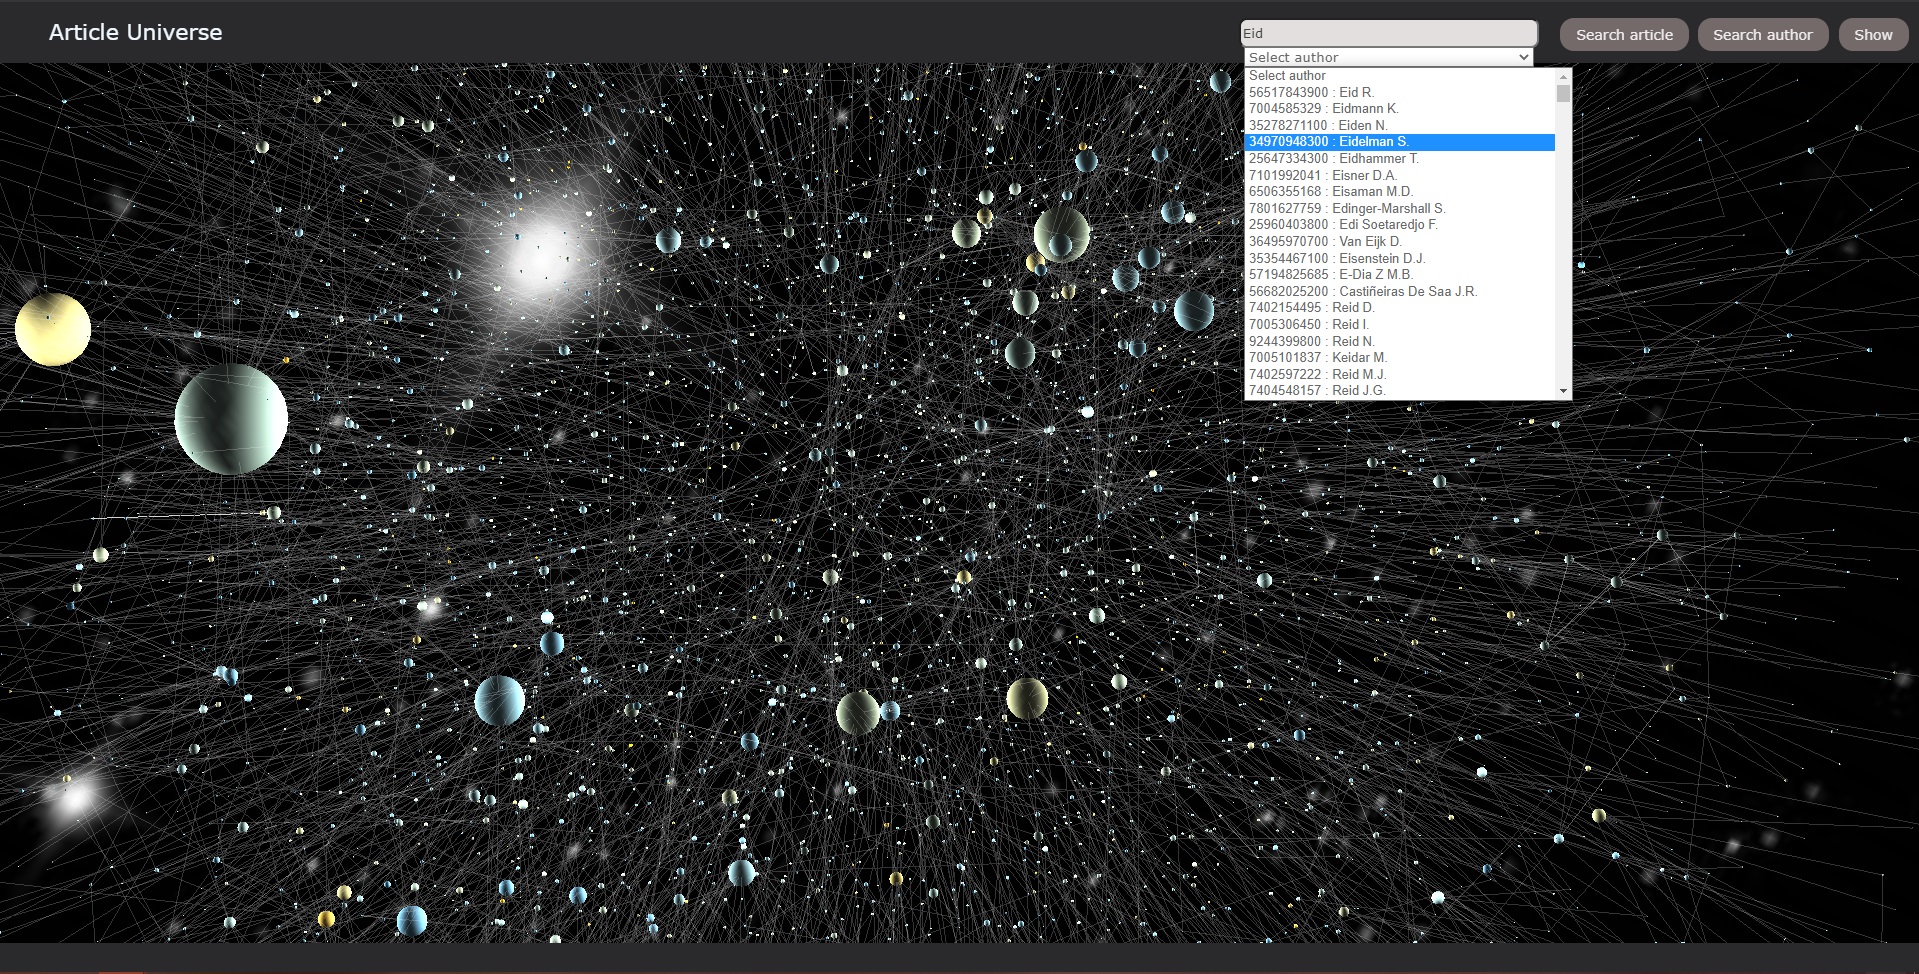 Article Universe
Eid
Search article
Search author
Show
Select author
Select author
56517843900 : Eid R.
7004585329 : Eidmann K.
35278271100 : Eiden N.
34970948300 : Eidelman S.
25647334300 : Eidhammer T.
7101992041 : Eisner D.A.
6506355168 : Eisaman M.D.
7801627759 : Edinger-Marshall S.
25960403800 : Edi Soetaredjo F.
36495970700 : Van Eijk D.
35354467100 : Eisenstein D.J.
57194825685 : E-Dia Z M.B.
56682025200 : Castiñeiras De Saa J.R.
7402154495 : Reid D.
7005306450 : Reid I.
9244399800 : Reid N.
7005101837 : Keidar M.
7402597222 : Reid M.J.
7404548157 : Reid J.G.